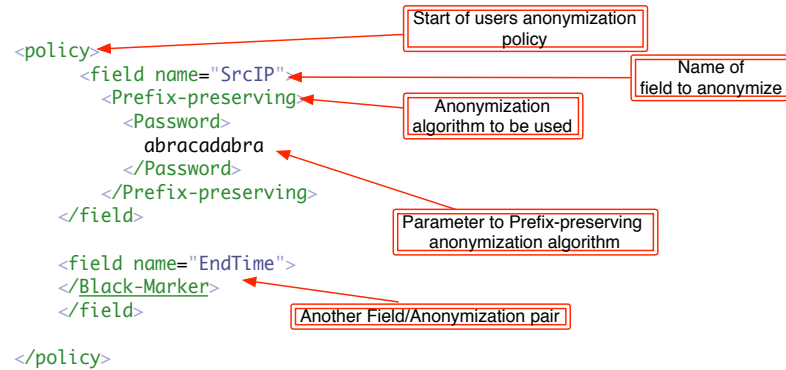 Start of users anonymization
policy
<policy>
<field name="SrcIP">
Name of
field to anonymize
<Prefix-preserving>
Anonymization
algorithm to be used
<Password>
abracadabra
</Password>
</Prefix-preserving>
</field>
Parameter to Prefix-preserving
anonymization algorithm
<field name="EndTime">
</Black-Marker>
Another Field/Anonymization pair
</field>
</policy>